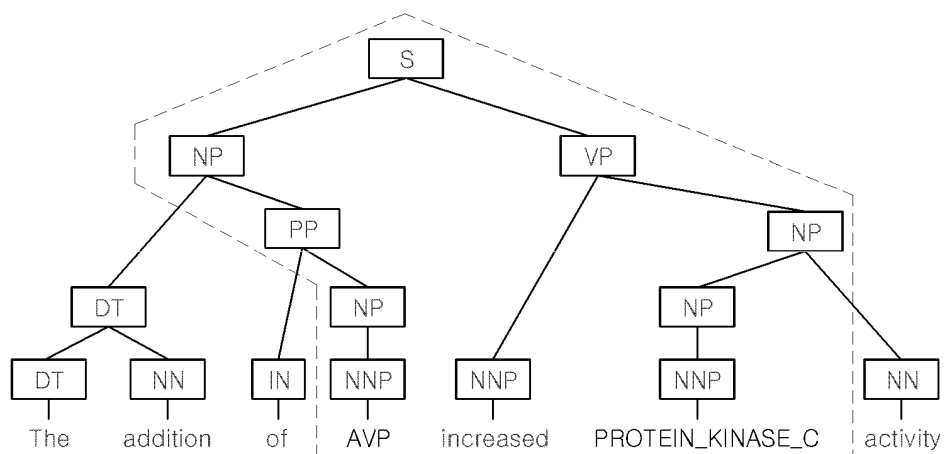 S
NP VP
PP NP
DT NP NP
DT NN IN NNP NNP NNP NN
The addition of AVP increased PROTEIN_KINASE_C activity